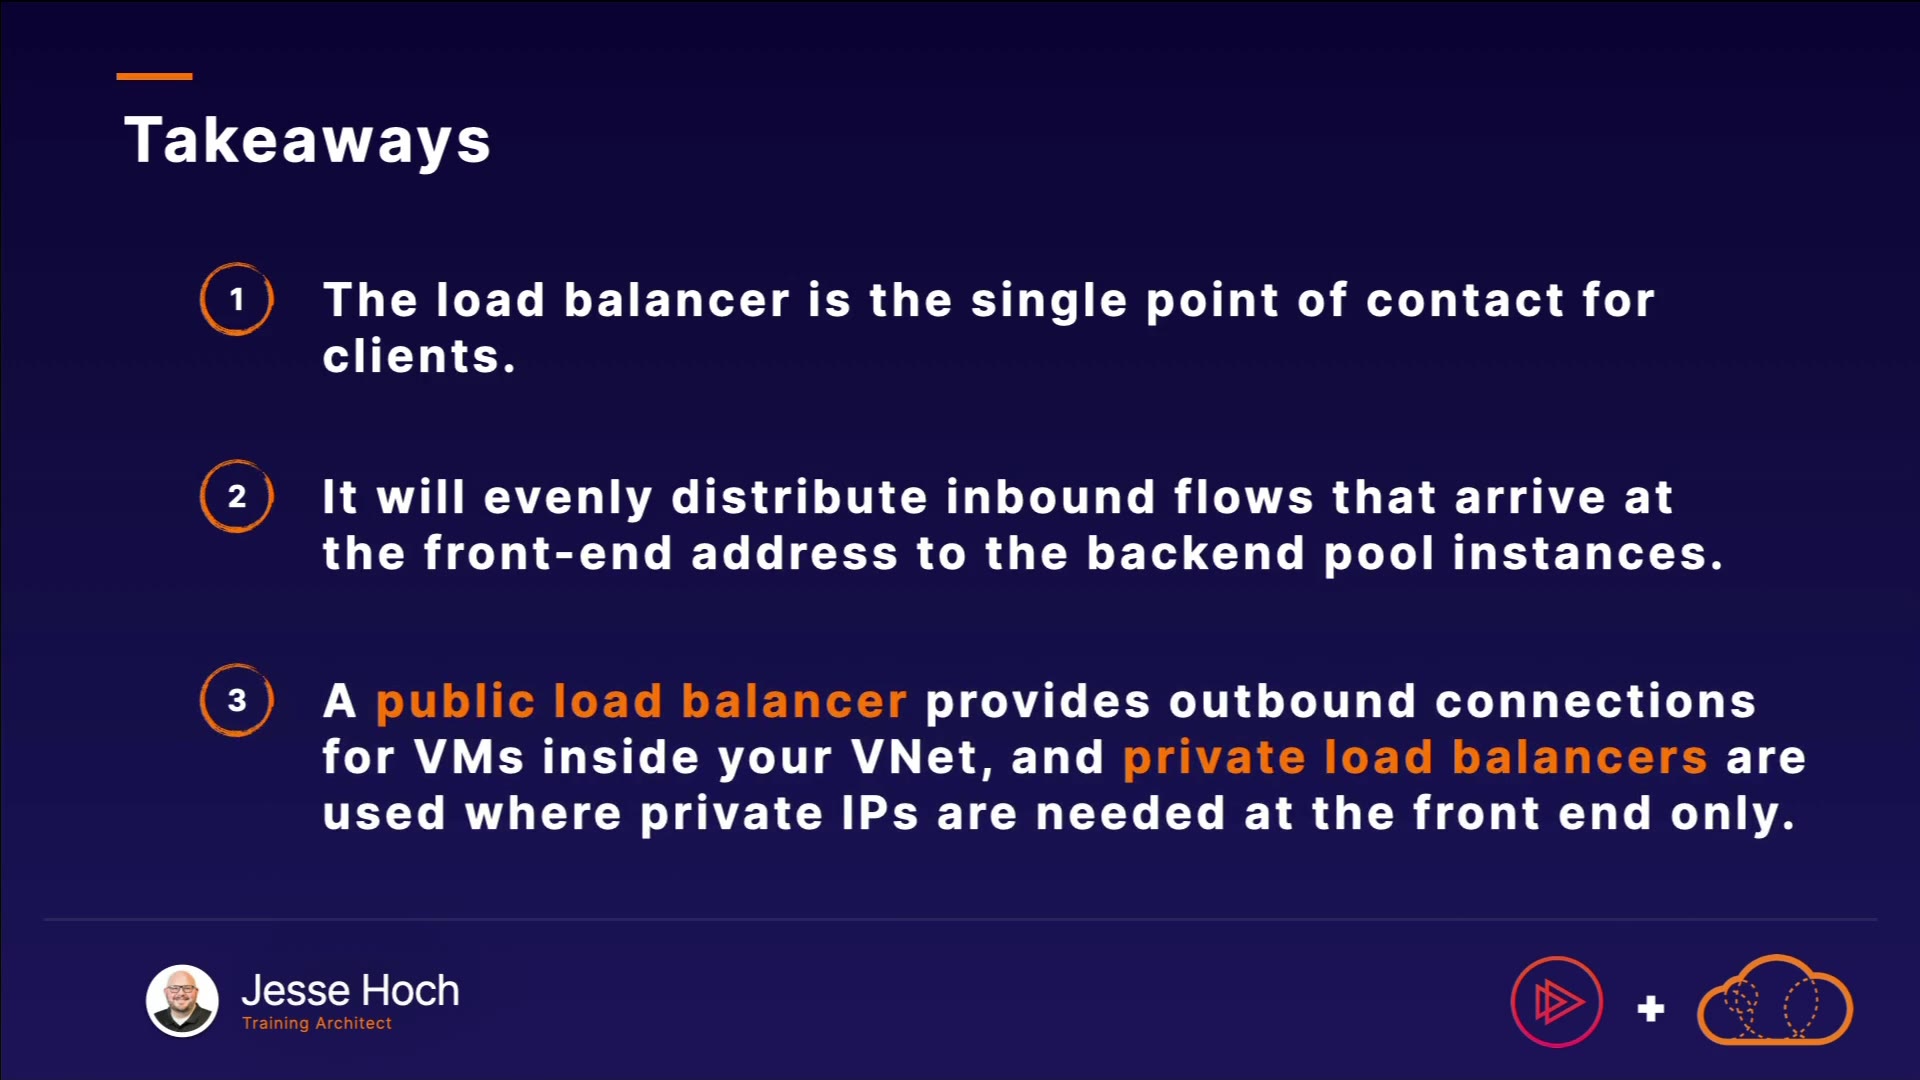 Takeaways
1
The load balancer is the single point of contact for
clients.
2
It will evenly distribute inbound flows that arrive at
the front-end address to the backend pool instances.
3
A public load balancer provides outbound connections
for VMs inside your VNet, and private load balancers are
used where private IPs are needed at the front end only.
Jesse Hoch
Training Architect